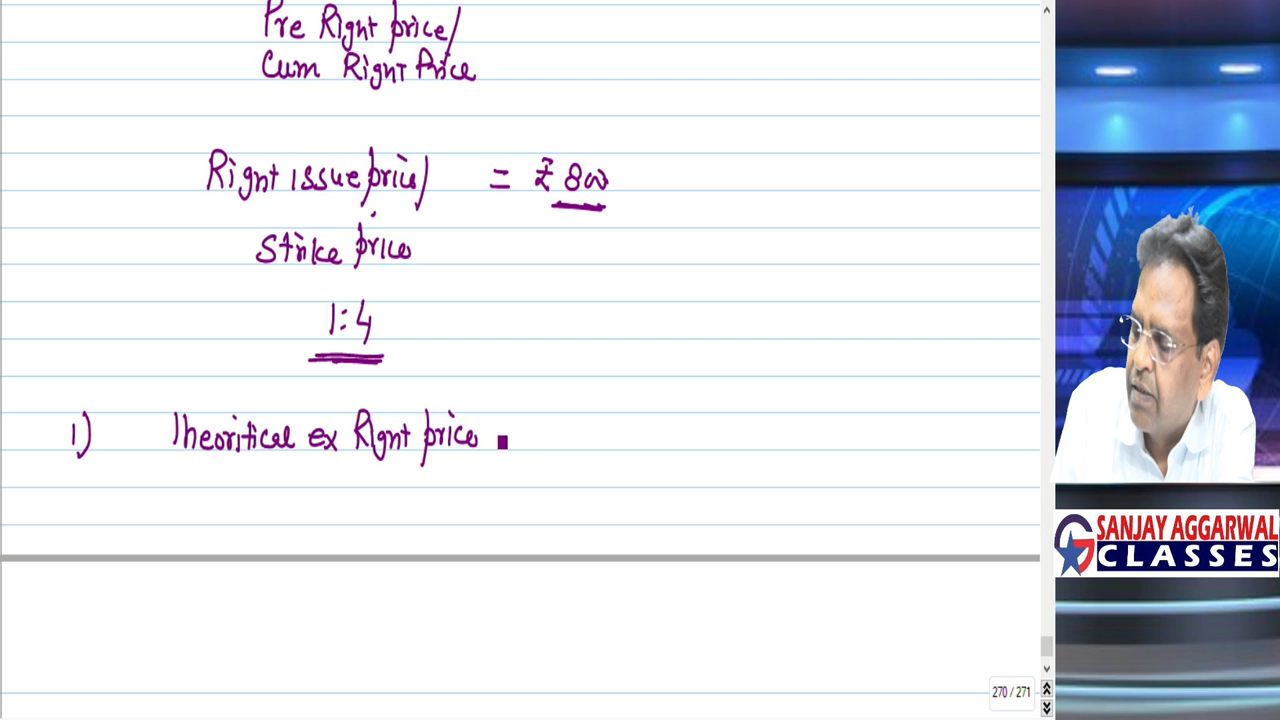 Pre Right price/
Cum Right Price
Right issue price/ = ₹ 800
Strike price
1:4
1) Theoritical ex Right price
SANJAY AGGARWAL
CLASSES
270 / 271